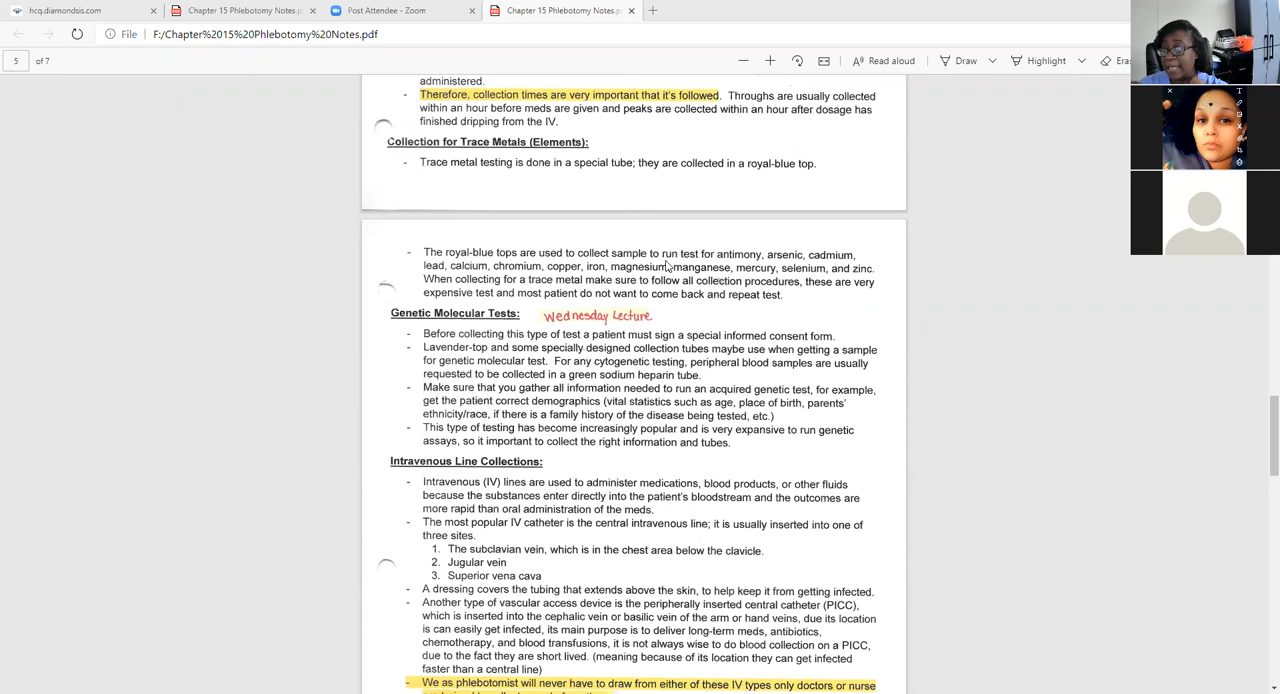 hcq.diamondsis.com
Chapter 15 Phlebotomy Notes.p
Post Attendee - Zoom
Chapter 15 Phlebotomy Notes.p
File
F:/Chapter%2015%20Phlebotomy%20Notes.pdf
5
of 7
Read aloud
Draw
Highlight
Eras
administered.
- Therefore, collection times are very important that it's followed. Throughs are usually collected
within an hour before meds are given and peaks are collected within an hour after dosage has
finished dripping from the IV.
Collection for Trace Metals (Elements):
- Trace metal testing is done in a special tube; they are collected in a royal-blue top.
- The royal-blue tops are used to collect sample to run test for antimony, arsenic, cadmium,
lead, calcium, chromium, copper, iron, magnesium, manganese, mercury, selenium, and zinc.
When collecting for a trace metal make sure to follow all collection procedures, these are very
expensive test and most patient do not want to come back and repeat test.
Genetic Molecular Tests: Wednesday Lecture
- Before collecting this type of test a patient must sign a special informed consent form.
- Lavender-top and some specially designed collection tubes maybe use when getting a sample
for genetic molecular test. For any cytogenetic testing, peripheral blood samples are usually
requested to be collected in a green sodium heparin tube.
- Make sure that you gather all information needed to run an acquired genetic test, for example,
get the patient correct demographics (vital statistics such as age, place of birth, parents'
ethnicity/race, if there is a family history of the disease being tested, etc.)
- This type of testing has become increasingly popular and is very expansive to run genetic
assays, so it important to collect the right information and tubes.
Intravenous Line Collections:
- Intravenous (IV) lines are used to administer medications, blood products, or other fluids
because the substances enter directly into the patient's bloodstream and the outcomes are
more rapid than oral administration of the meds.
- The most popular IV catheter is the central intravenous line; it is usually inserted into one of
three sites.
1. The subclavian vein, which is in the chest area below the clavicle.
2. Jugular vein
3. Superior vena cava
- A dressing covers the tubing that extends above the skin, to help keep it from getting infected.
- Another type of vascular access device is the peripherally inserted central catheter (PICC),
which is inserted into the cephalic vein or basilic vein of the arm or hand veins, due its location
is can easily get infected, its main purpose is to deliver long-term meds, antibiotics,
chemotherapy, and blood transfusions, it is not always wise to do blood collection on a PICC,
due to the fact they are short lived. (meaning because of its location they can get infected
faster than a central line)
- We as phlebotomist will never have to draw from either of these IV types only doctors or nurse